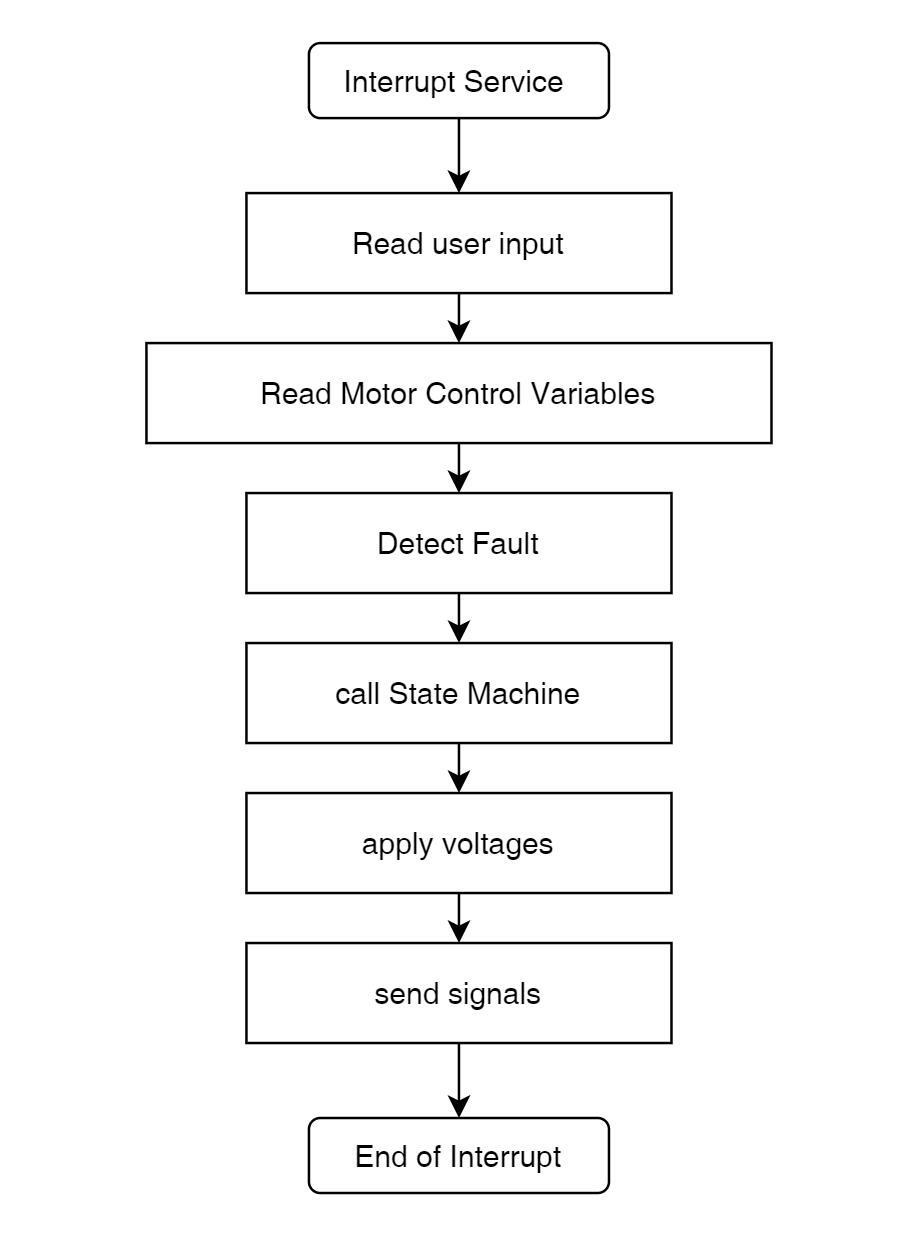 Interrupt Service
Read user input
Read Motor Control Variables
Detect Fault
call State Machine
apply voltages
send signals
End of Interrupt